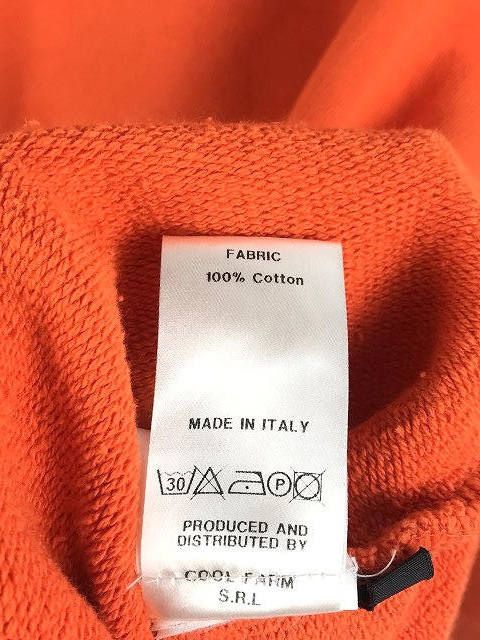 FABRIC
100% Cotton
MADE IN ITALY
30 P
PRODUCED AND
DISTRIBUTED BY
COOL FARM
S.R.L